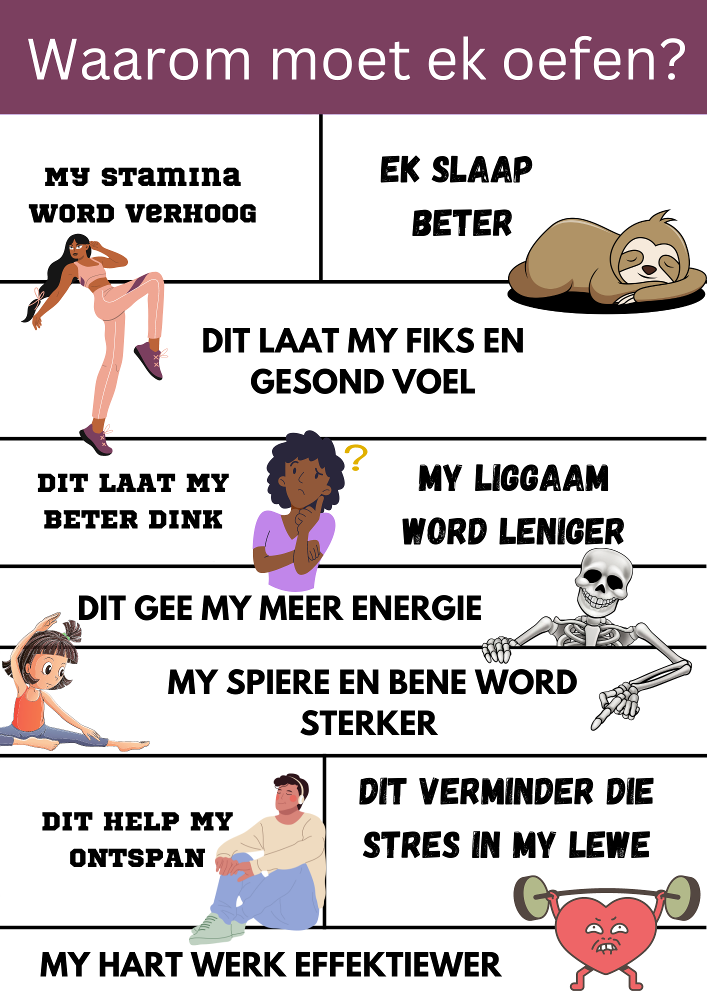 Waarom moet ek oefen?
My stamina
word verhoog
EK SLAAP
BETER
DIT LAAT MY FIKS EN
GESOND VOEL
DIT LAAT MY
BETER DINK
?
MY LIGGAAM
WORD LENIGER
DIT GEE MY MEER ENERGIE
MY SPIERE EN BENE WORD
STERKER
DIT HELP MY
ONTSPAN
DIT VERMINDER DIE
STRES IN MY LEWE
MY HART WERK EFFEKTIEWER